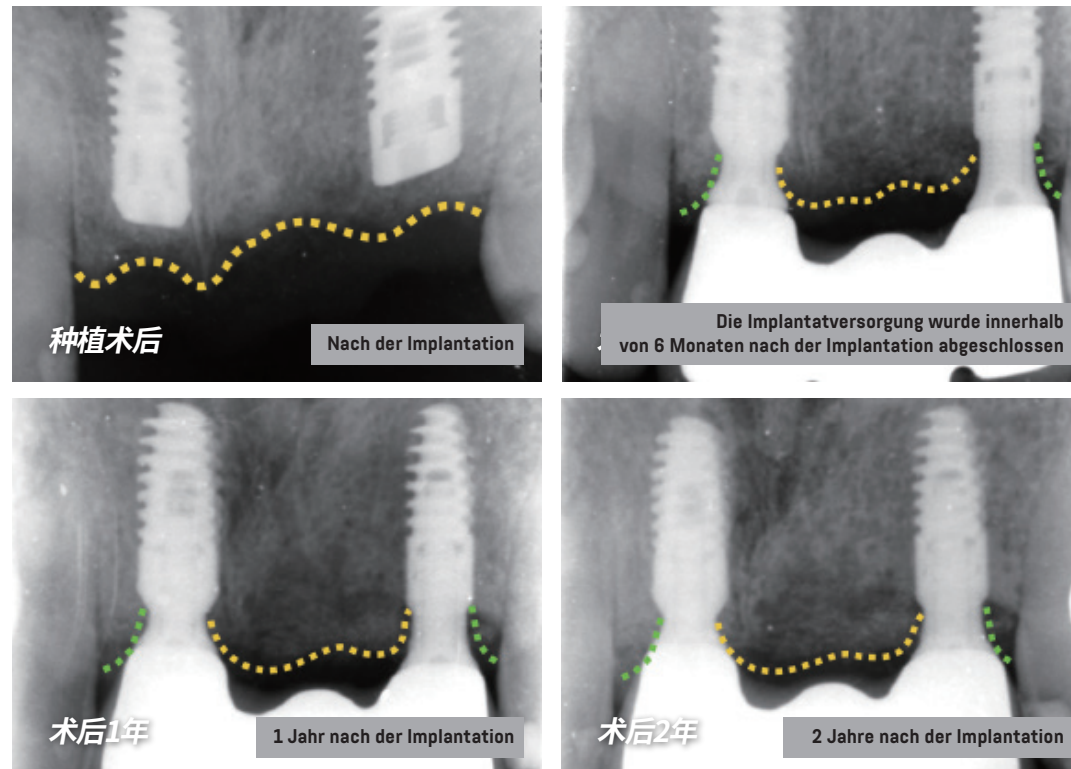 种植术后
Nach der Implantation
Die Implantatversorgung wurde innerhalb
von 6 Monaten nach der Implantation abgeschlossen
术后1年
1 Jahr nach der Implantation
术后2年
2 Jahre nach der Implantation